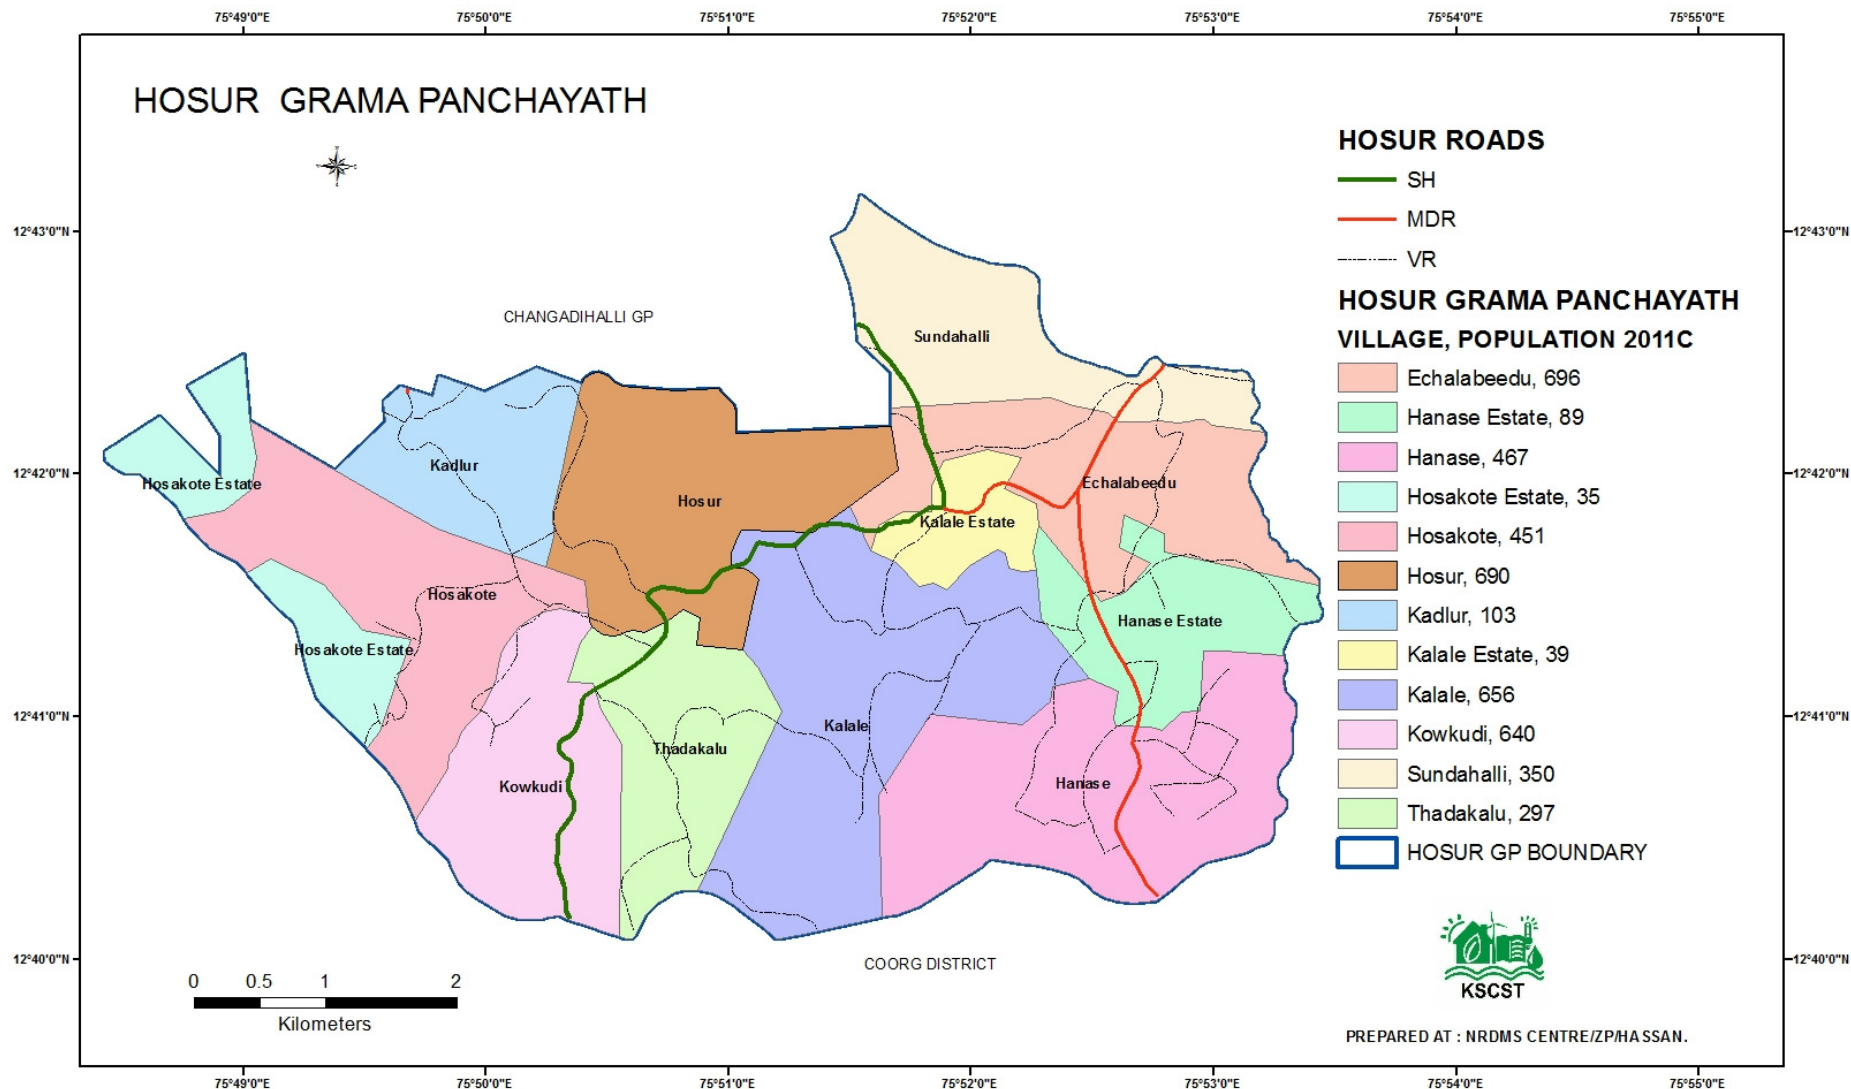 75°49'0"E 75°50'0"E 75°51'0"E 75°52'0"E 75°53'0"E 75°54'0"E 75°55'0"E
HOSUR GRAMA PANCHAYATH
12°43'0"N 12°43'0"N
12°42'0"N 12°42'0"N
12°41'0"N 12°41'0"N
12°40'0"N 12°40'0"N
CHANGADIHALLI GP
Sundahalli
Kadlur
Hosakote Estate
Hosur
Echalabeedu
Kalale Estate
Hosakote
Hanase Estate
Hosakote Estate
Kalale
Thadakalu
Kowkudi
Hanase
COORG DISTRICT
0 0.5 1 2
Kilometers
HOSUR ROADS
SH
MDR
VR
HOSUR GRAMA PANCHAYATH
VILLAGE, POPULATION 2011C
Echalabeedu, 696
Hanase Estate, 89
Hanase, 467
Hosakote Estate, 35
Hosakote, 451
Hosur, 690
Kadlur, 103
Kalale Estate, 39
Kalale, 656
Kowkudi, 640
Sundahalli, 350
Thadakalu, 297
HOSUR GP BOUNDARY
KSCST
PREPARED AT : NRDMS CENTRE/ZP/HASSAN.
75°49'0"E 75°50'0"E 75°51'0"E 75°52'0"E 75°53'0"E 75°54'0"E 75°55'0"E